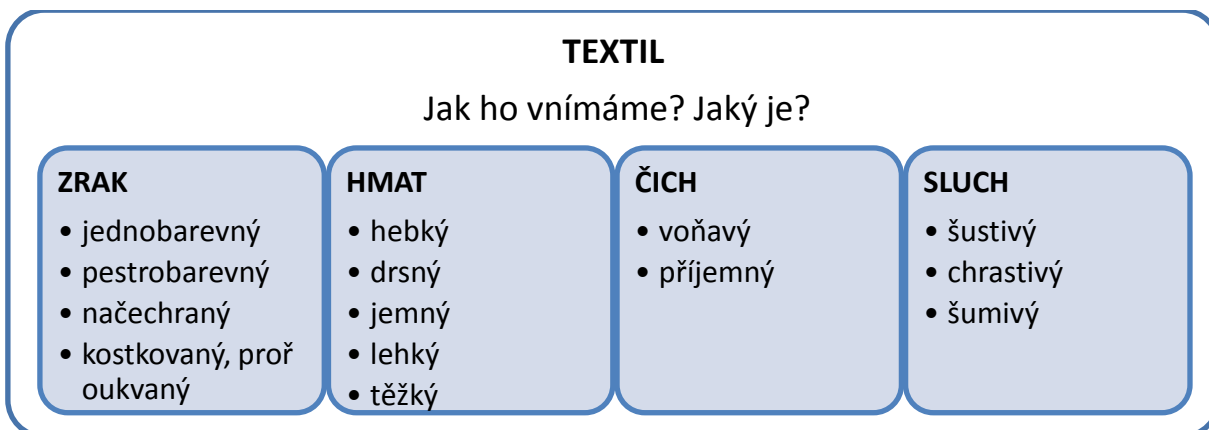 TEXTIL
Jak ho vnímáme? Jaký je?
ZRAK
• jednobarevný
• pestrobarevný
• načechraný
• kostkovaný, proř
oukvaný
HMAT
• hebký
• drsný
• jemný
• lehký
• těžký
ČICH
• voňavý
• příjemný
SLUCH
• šustivý
• chrastivý
• šumivý